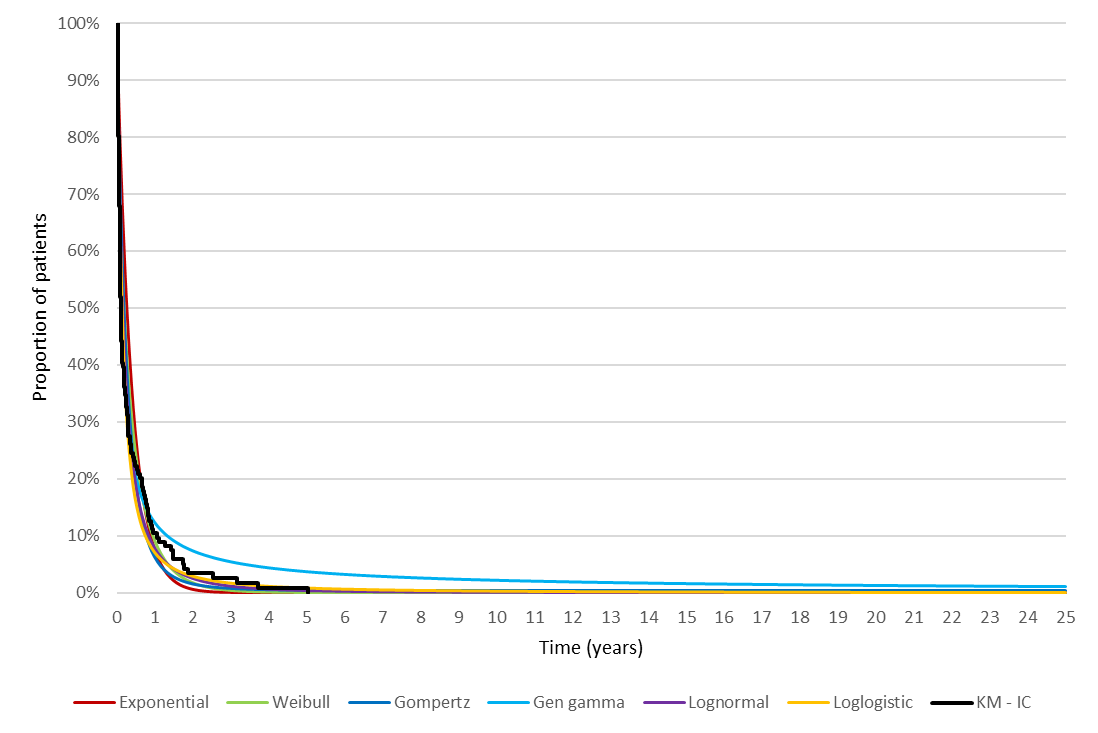 100%
90%
80%
70%
60%
50%
40%
30%
20%
10%
0%
Proportion of patients
0 1 2 3 4 5 6 7 8 9 10 11 12 13 14 15 16 17 18 19 20 21 22 23 24 25
Time (years)
Exponential Weibull Gompertz Gen gamma Lognormal Loglogistic KM - IC